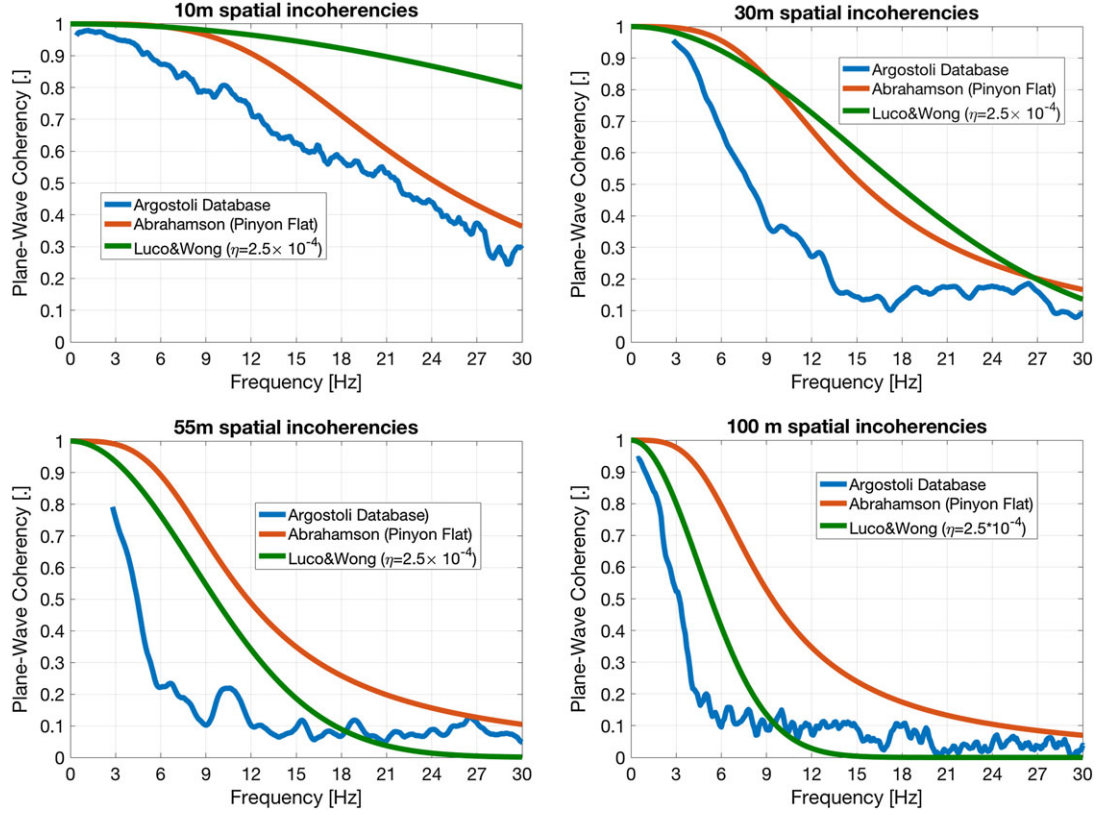 10m spatial incoherencies
Plane-Wave Coherency [.]
1
0.9
0.8
0.7
0.6
0.5
0.4
0.3
0.2
0.1
0
Argostoli Database
Abrahamson (Pinyon Flat)
Luco&Wong (η=2.5× 10⁻⁴)
0 3 6 9 12 15 18 21 24 27 30
Frequency [Hz]
30m spatial incoherencies
Plane-Wave Coherency [.]
1
0.9
0.8
0.7
0.6
0.5
0.4
0.3
0.2
0.1
0
Argostoli Database
Abrahamson (Pinyon Flat)
Luco&Wong (η=2.5× 10⁻⁴)
0 3 6 9 12 15 18 21 24 27 30
Frequency [Hz]
55m spatial incoherencies
Plane-Wave Coherency [.]
1
0.9
0.8
0.7
0.6
0.5
0.4
0.3
0.2
0.1
0
Argostoli Database)
Abrahamson (Pinyon Flat)
Luco&Wong (η=2.5× 10⁻⁴)
0 3 6 9 12 15 18 21 24 27 30
Frequency [Hz]
100 m spatial incoherencies
Plane-Wave Coherency [.]
1
0.9
0.8
0.7
0.6
0.5
0.4
0.3
0.2
0.1
0
Argostoli Database
Abrahamson (Pinyon Flat)
Luco&Wong (η=2.5*10⁻⁴)
0 3 6 9 12 15 18 21 24 27 30
Frequency [Hz]